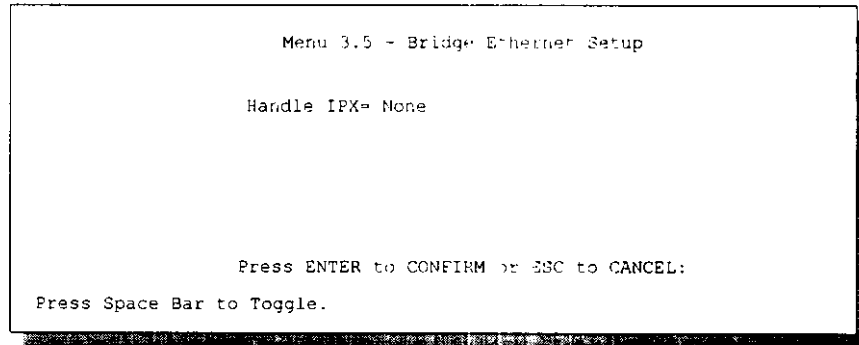 Menu 3.5 - Bridge Ethernet Setup
Handle IPX= None
Press ENTER to CONFIRM or ESC to CANCEL:
Press Space Bar to Toggle.